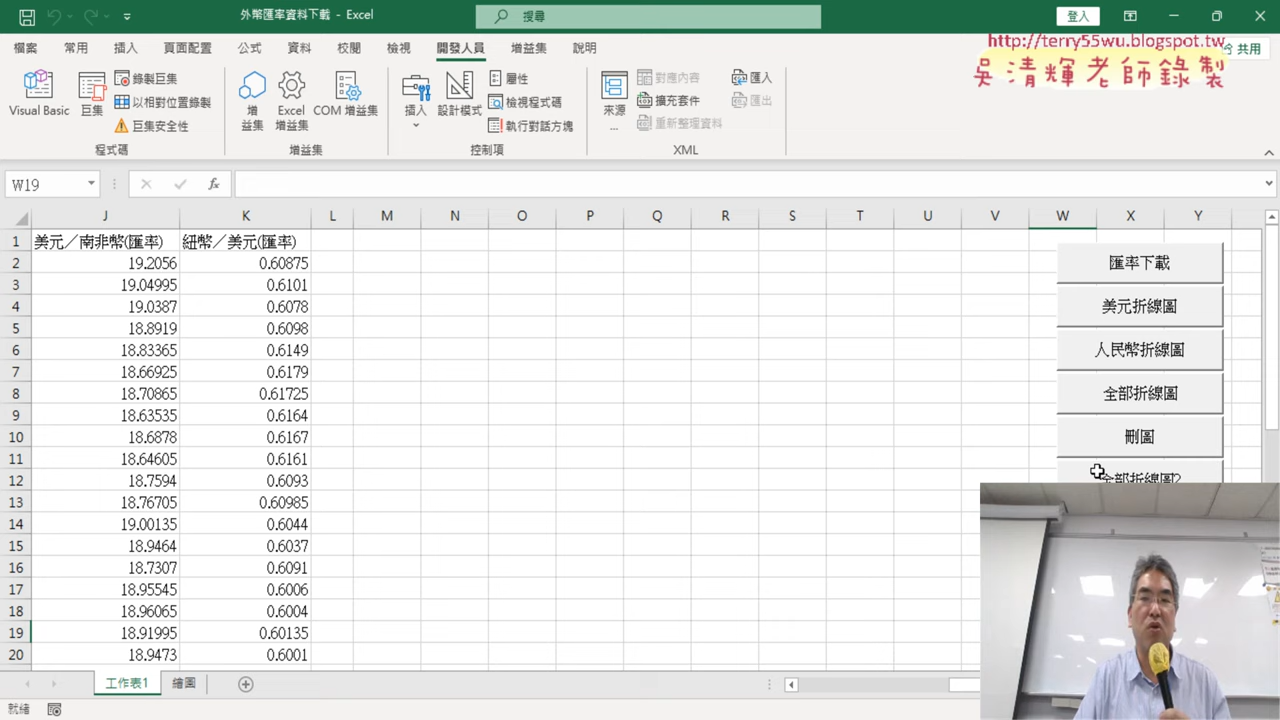 外幣匯率資料下載 - Excel
搜尋
登入
http://terry55wu.blogspot.tw
吳清輝老師錄製
檔案 常用 插入 頁面配置 公式 資料 校閱 檢視 開發人員 增益集 說明
共用
Visual Basic
巨集
錄製巨集
以相對位置錄製
巨集安全性
程式碼
增益集
Excel 增益集
COM 增益集
增益集
插入
設計模式
屬性
檢視程式碼
執行對話方塊
控制項
來源...
對應內容
擴充套件
重新整理資料
匯入
匯出
XML
W19
fx
J K L M N O P Q R S T U V W X Y
1 美元／南非幣(匯率) 紐幣／美元(匯率)
2 19.2056 0.60875
3 19.04995 0.6101
4 19.0387 0.6078
5 18.8919 0.6098
6 18.83365 0.6149
7 18.66925 0.6179
8 18.70865 0.61725
9 18.63535 0.6164
10 18.6878 0.6167
11 18.64605 0.6161
12 18.7594 0.6093
13 18.76705 0.60985
14 19.00135 0.6044
15 18.9464 0.6037
16 18.7307 0.6091
17 18.95545 0.6006
18 18.96065 0.6004
19 18.91995 0.60135
20 18.9473 0.6001
匯率下載
美元折線圖
人民幣折線圖
全部折線圖
刪圖
全部折線圖2
工作表1 繪圖
就緒